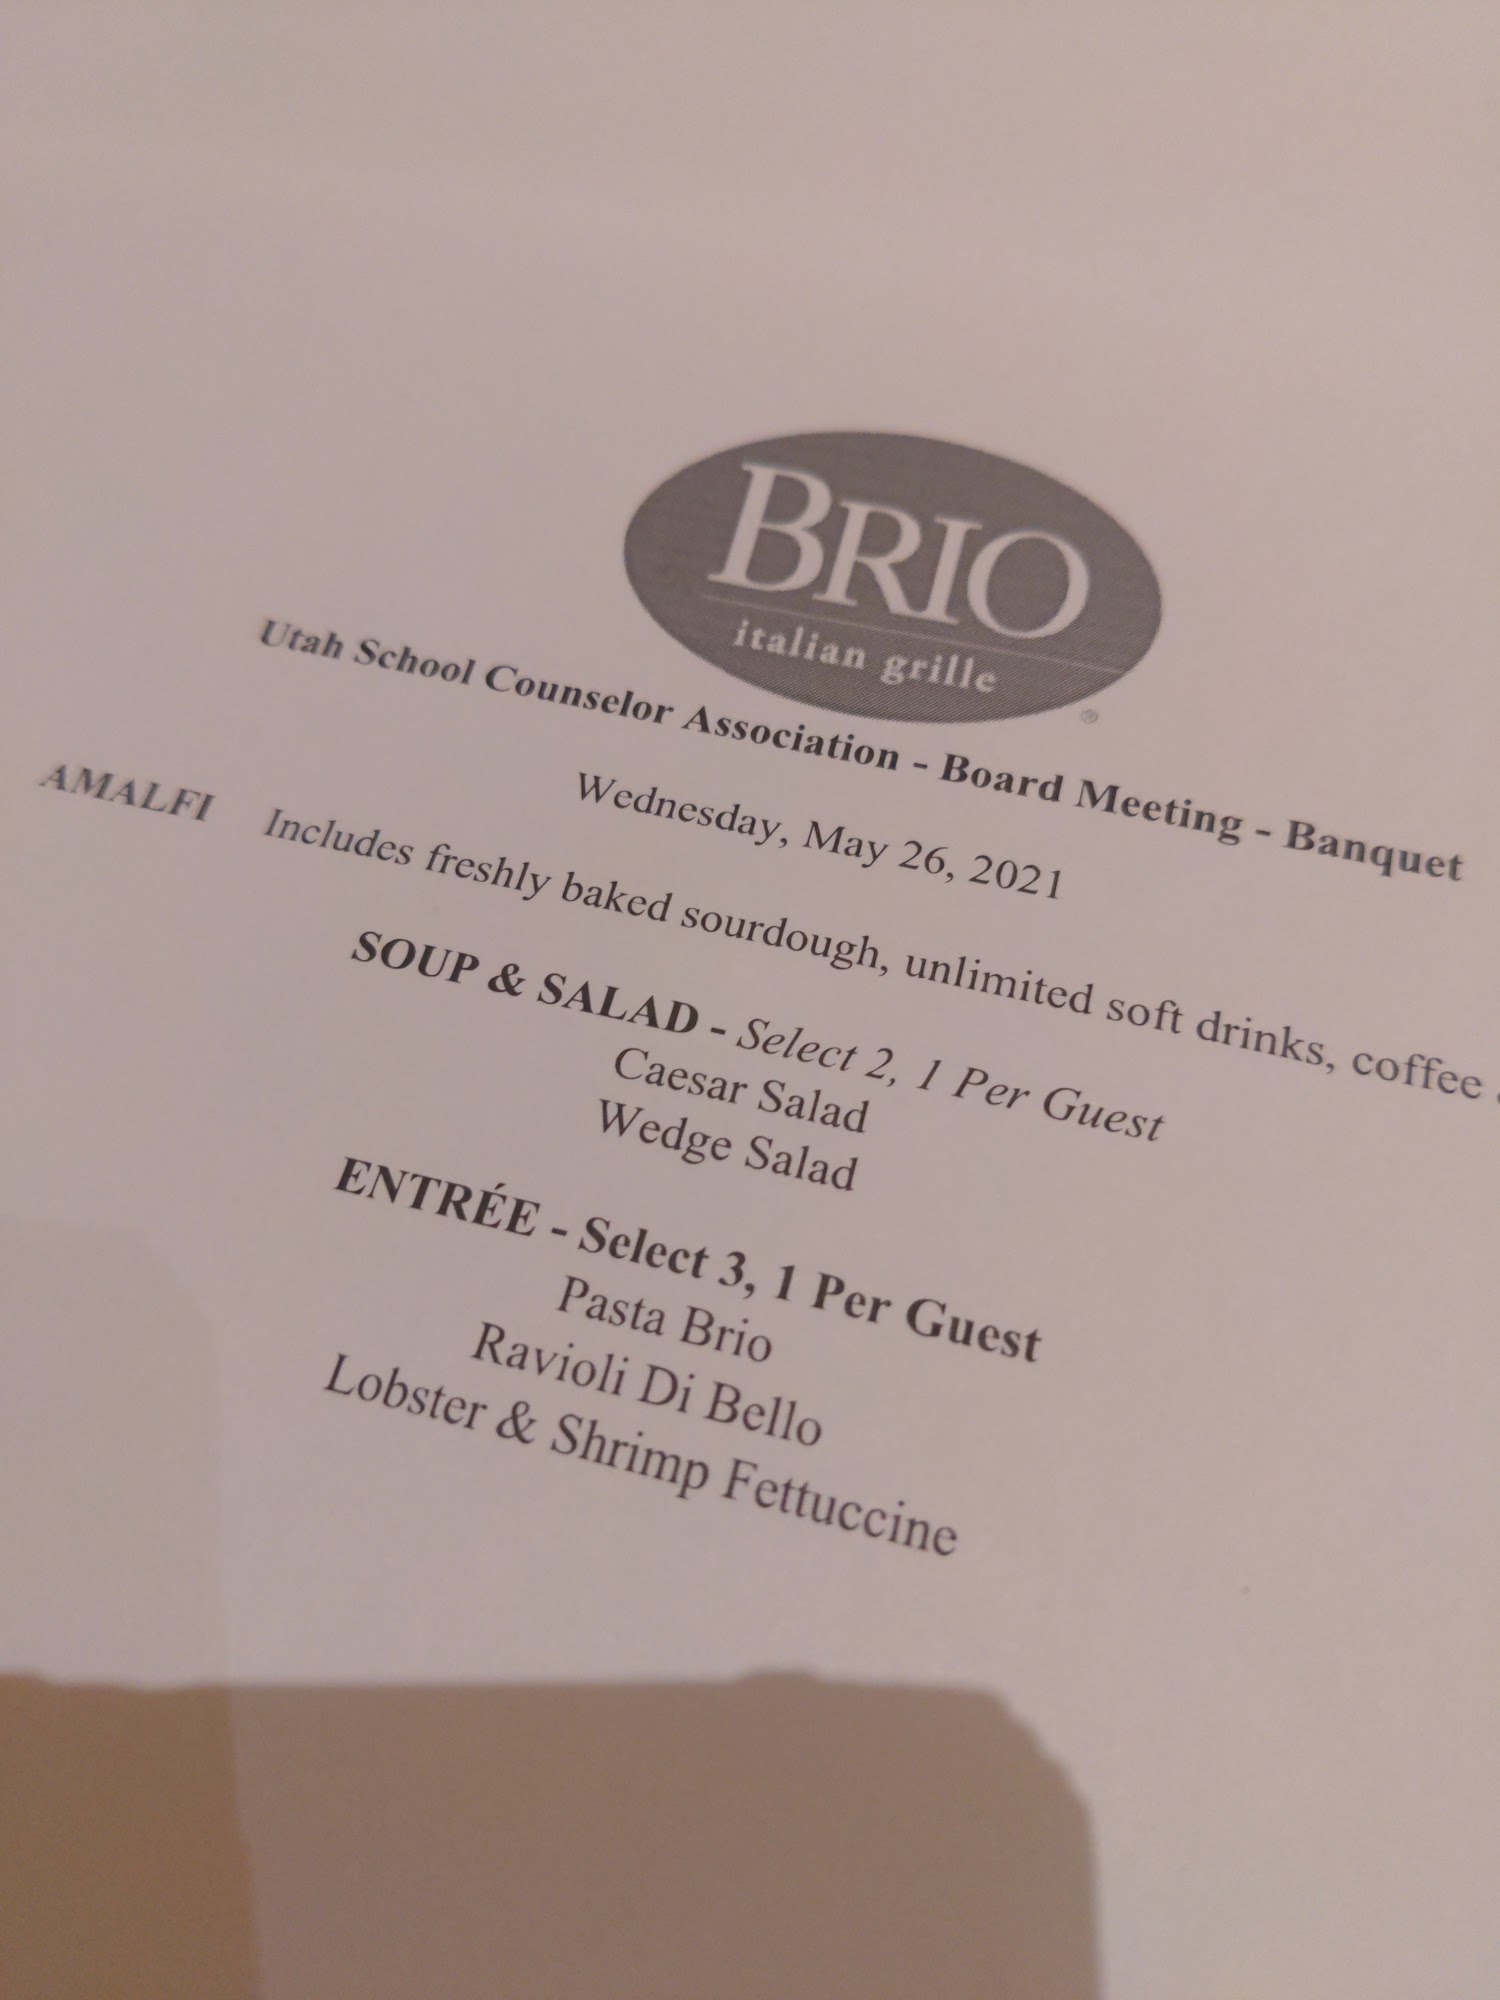 BRIO
italian grille
®
Utah School Counselor Association - Board Meeting - Banquet
Wednesday, May 26, 2021
AMALFI Includes freshly baked sourdough, unlimited soft drinks, coffee
SOUP & SALAD - Select 2, 1 Per Guest
Caesar Salad
Wedge Salad
ENTRÉE - Select 3, 1 Per Guest
Pasta Brio
Ravioli Di Bello
Lobster & Shrimp Fettuccine